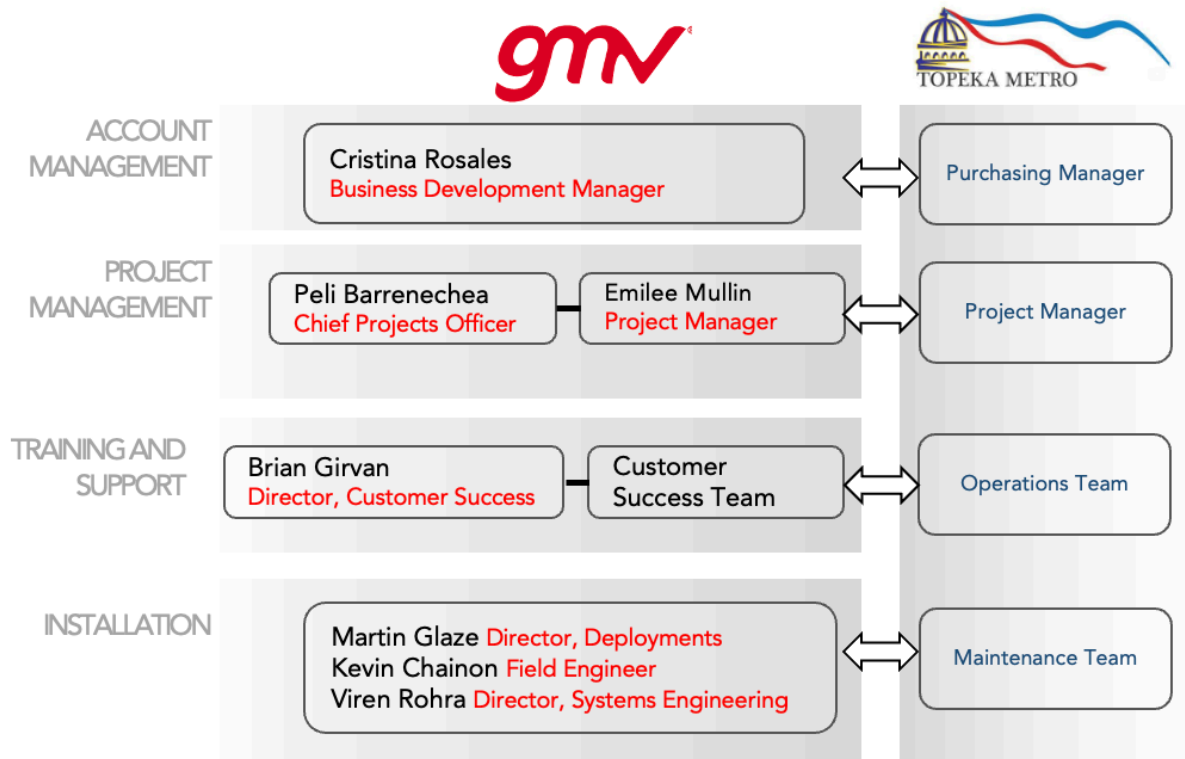 gmv
TOPEKA METRO
ACCOUNT
MANAGEMENT
Cristina Rosales
Business Development Manager
Purchasing Manager
PROJECT
MANAGEMENT
Peli Barrenechea
Chief Projects Officer
Emilee Mullin
Project Manager
Project Manager
TRAINING AND
SUPPORT
Brian Girvan
Director, Customer Success
Customer
Success Team
Operations Team
INSTALLATION
Martin Glaze Director, Deployments
Kevin Chainon Field Engineer
Viren Rohra Director, Systems Engineering
Maintenance Team